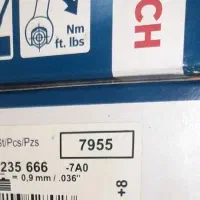 Nm
ft. lbs
CH
St/Pcs/Pzs
7955
235 666
-7A0
= 0,9 mm / .036"
+8